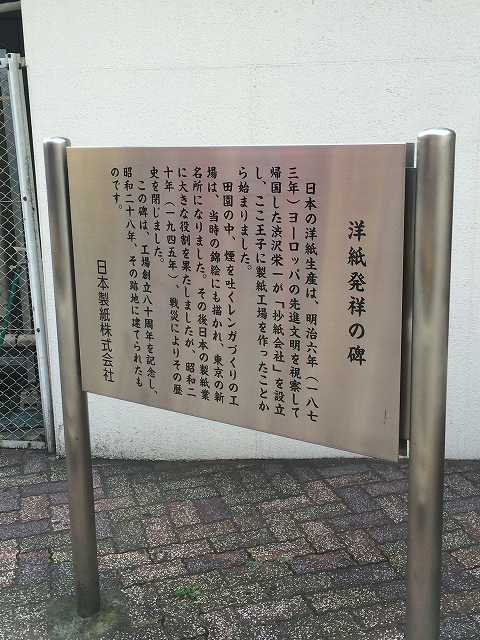 洋紙発祥の碑
日本の洋紙生産は、明治六年（一八七
三年）ヨーロッパの先進文明を視察して
帰国した渋沢栄一が「抄紙会社」を設立
し、ここ王子に製紙工場を作ったことか
ら始まりました。
田園の中、煙を吐くレンガづくりの工
場は、当時の錦絵にも描かれ、東京の新
名所になりました。その後日本の製紙業
に大きな役割を果たしましたが、昭和二
十年（一九四五年）、戦災によりその歴
史を閉じました。
この碑は、工場創立八十周年を記念し、
昭和二十八年、その跡地に建てられたも
のです。
日本製紙株式会社